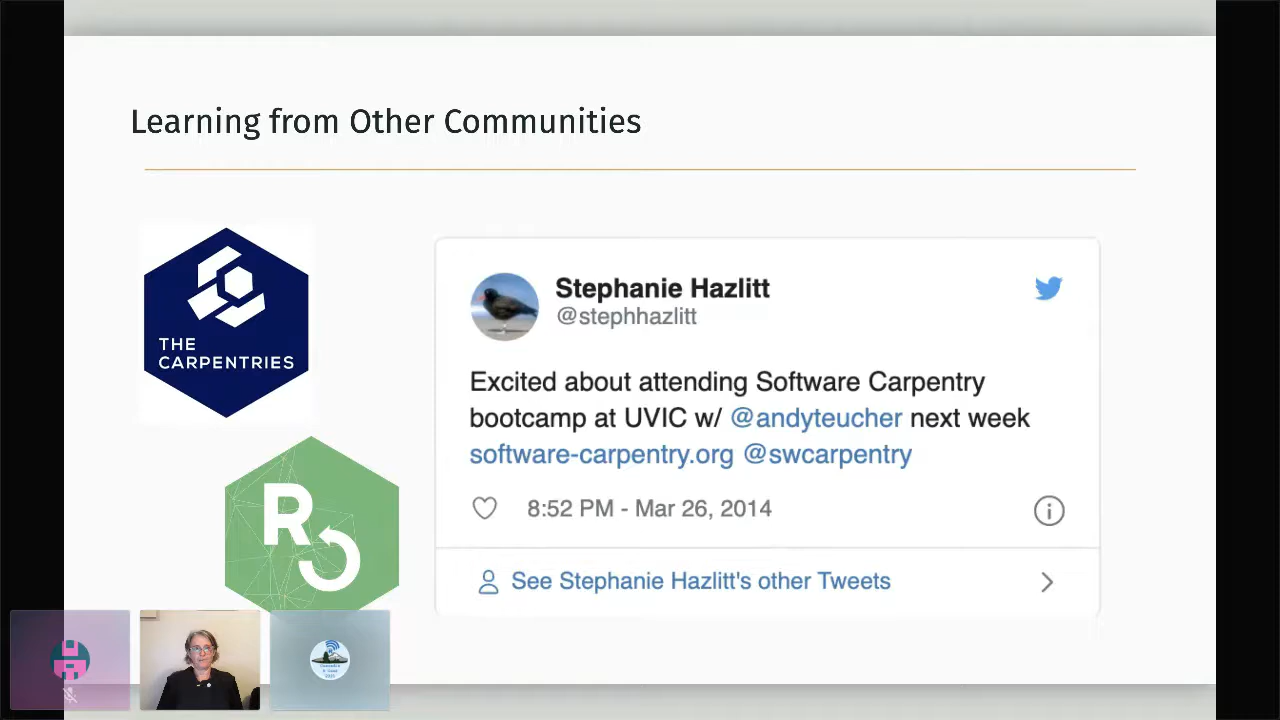 Learning from Other Communities
THE
CARPENTRIES
Stephanie Hazlitt
@stephhazlitt
Excited about attending Software Carpentry
bootcamp at UVIC w/ @andyteucher next week
software-carpentry.org @swcarpentry
8:52 PM - Mar 26, 2014
See Stephanie Hazlitt's other Tweets
R